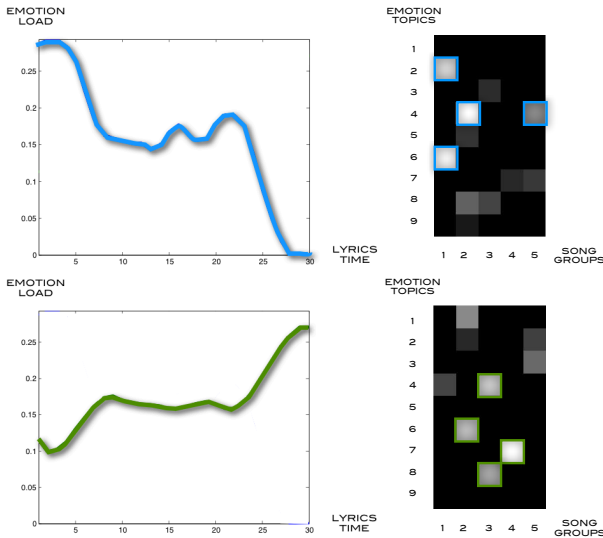 EMOTION
LOAD
0.25
0.2
0.15
0.1
0.05
0
5
10
15
20
25
30
LYRICS
TIME
EMOTION
TOPICS
1
2
3
4
5
6
7
8
9
1 2 3 4 5
SONG
GROUPS
EMOTION
LOAD
0.25
0.2
0.15
0.1
0.05
0
5
10
15
20
25
30
LYRICS
TIME
EMOTION
TOPICS
1
2
3
4
5
6
7
8
9
1 2 3 4 5
SONG
GROUPS